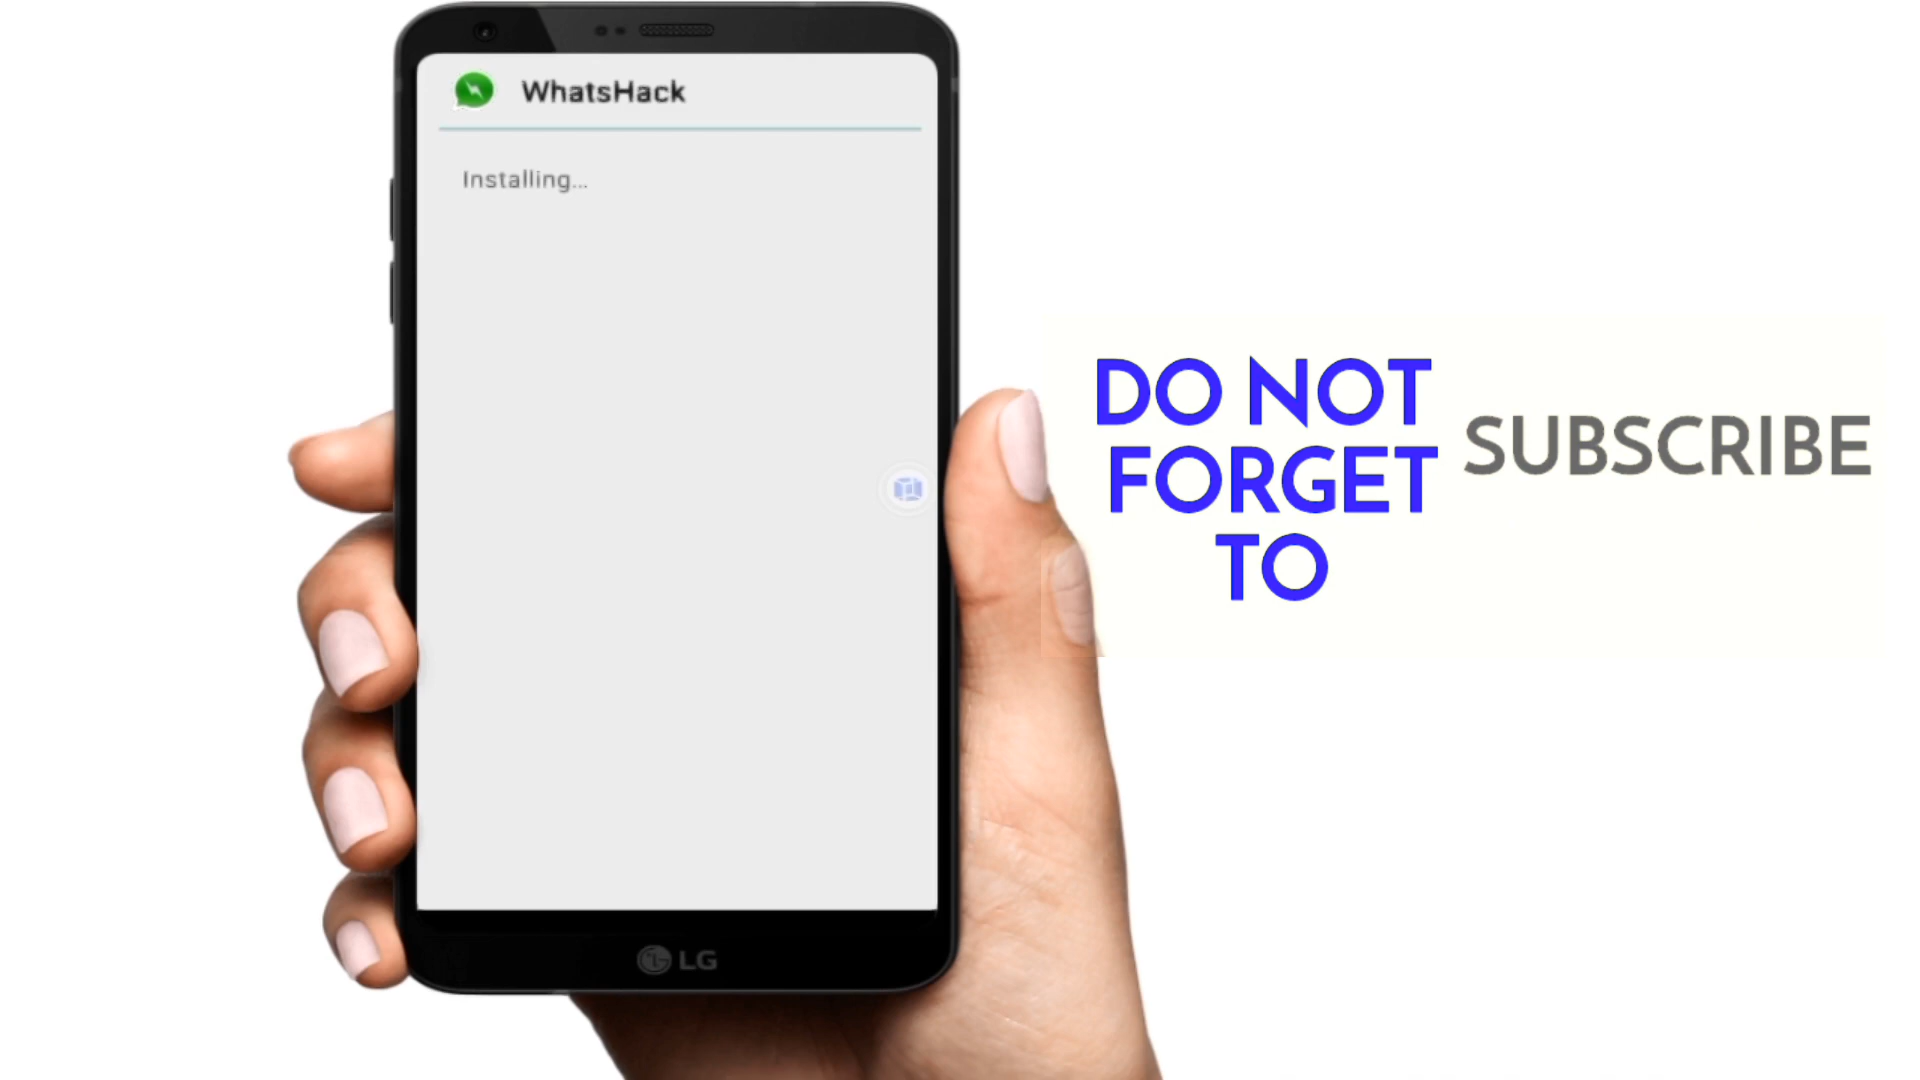 WhatsHack
Installing...
DO NOT
FORGET
TO
SUBSCRIBE
LG